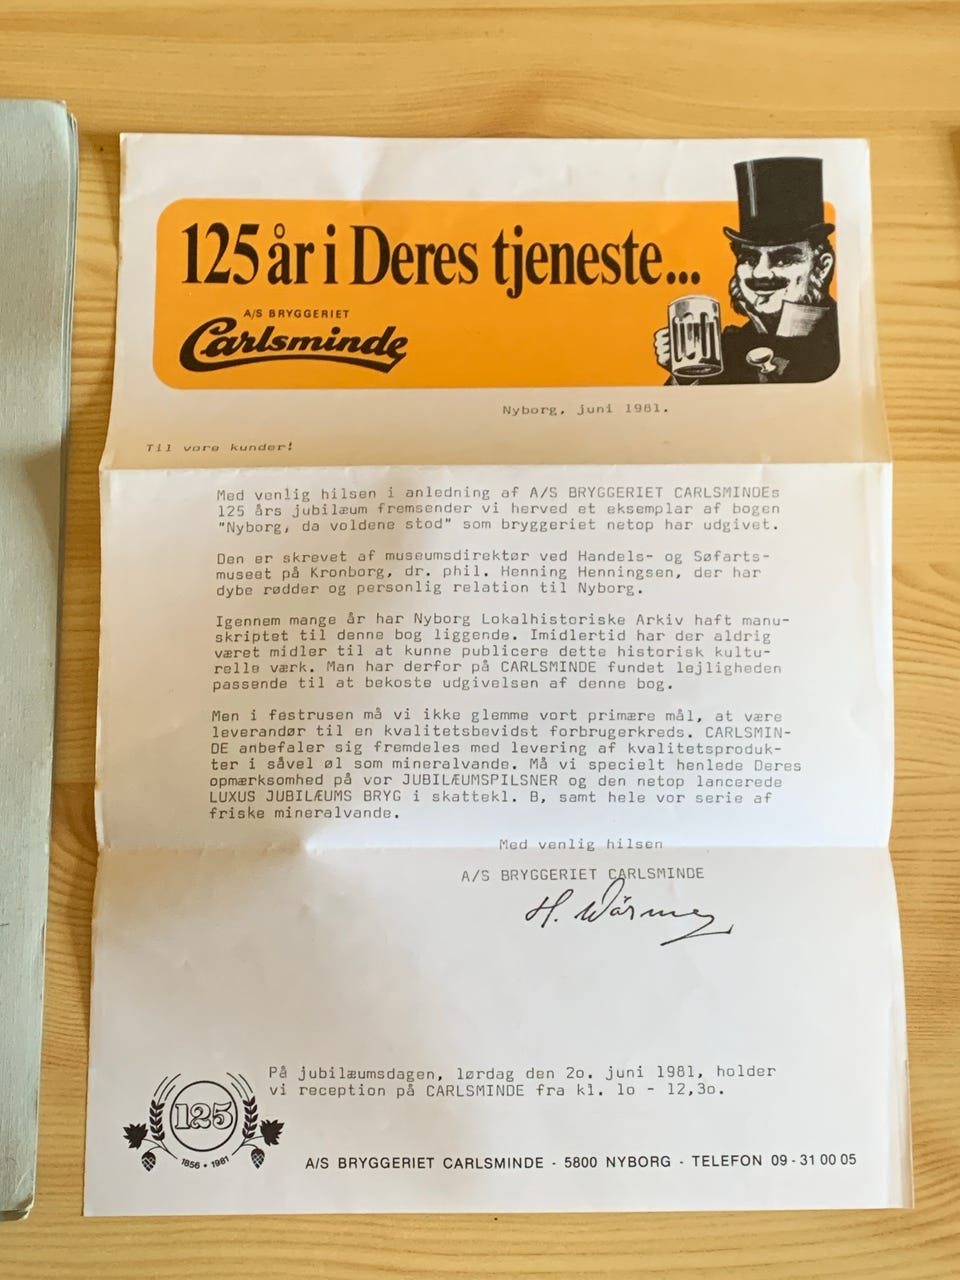 125 år i Deres tjeneste...
A/S BRYGGERIET
Carlsminde
Nyborg, juni 1981.
Til vore kunder!
Med venlig hilsen i anledning af A/S BRYGGERIET CARLSMINDEs
125 års jubilæum fremsender vi herved et eksemplar af bogen
"Nyborg, da voldene stod" som bryggeriet netop har udgivet.
Den er skrevet af museumsdirektør ved Handels- og Søfarts-
museet på Kronborg, dr. phil. Henning Henningsen, der har
dybe rødder og personlig relation til Nyborg.
Igennem mange år har Nyborg Lokalhistoriske Arkiv haft manu-
skriptet til denne bog liggende. Imidlertid har der aldrig
været midler til at kunne publicere dette historisk kultu-
relle værk. Man har derfor på CARLSMINDE fundet lejligheden
passende til at bekoste udgivelsen af denne bog.
Men i festrusen må vi ikke glemme vort primære mål, at være
leverandør til en kvalitetsbevidst forbrugerkreds. CARLSMIN-
DE anbefaler sig fremdeles med levering af kvalitetsproduk-
ter i såvel øl som mineralvande. Må vi specielt henlede Deres
opmærksomhed på vor JUBILÆUMSPILSNER og den netop lancerede
LUXUS JUBILÆUMS BRYG i skattekl. B, samt hele vor serie af
friske mineralvande.
Med venlig hilsen
A/S BRYGGERIET CARLSMINDE
På jubilæumsdagen, lørdag den 2o. juni 1981, holder
vi reception på CARLSMINDE fra kl. 1o - 12,3o.
125
1856 • 1981
A/S BRYGGERIET CARLSMINDE - 5800 NYBORG - TELEFON 09 - 31 00 05